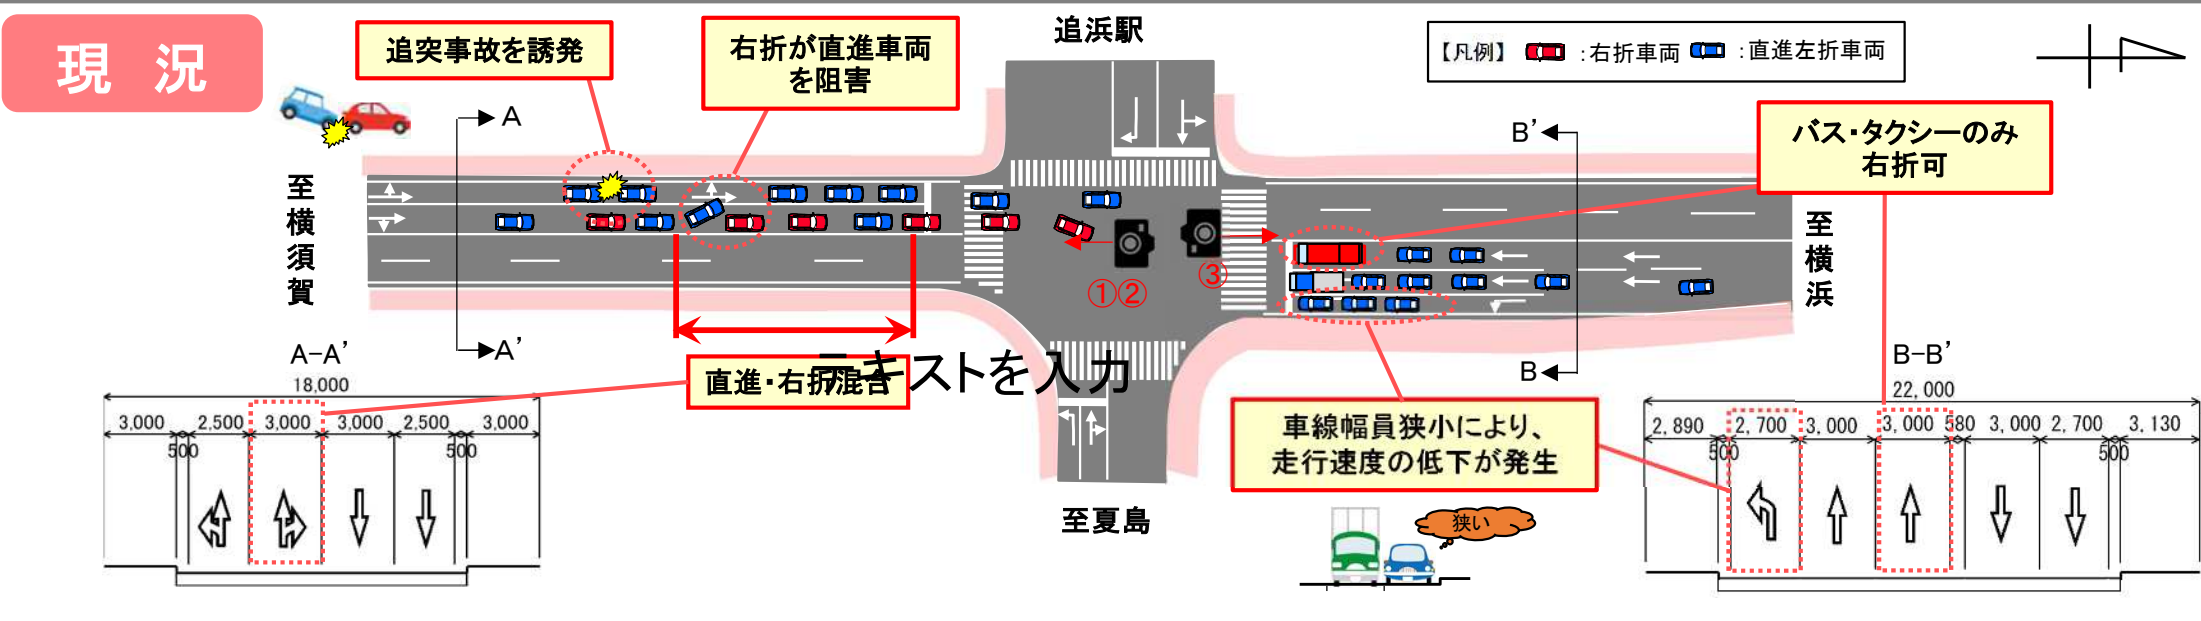 現 況
追突事故を誘発
右折が直進車両
を阻害
追浜駅
【凡例】 :右折車両 :直進左折車両
バス・タクシーのみ
右折可
A
B’
至横須賀
至横浜
①②
③
A’
B
A-A’
18,000
3,000 2,500 3,000 3,000 2,500 3,000
500 500
直進・右折混合
テキストを入力
車線幅員狭小により、
走行速度の低下が発生
B-B’
22,000
2,890 2,700 3,000 3,000 580 3,000 2,700 3,130
500 500
至夏島
狭い